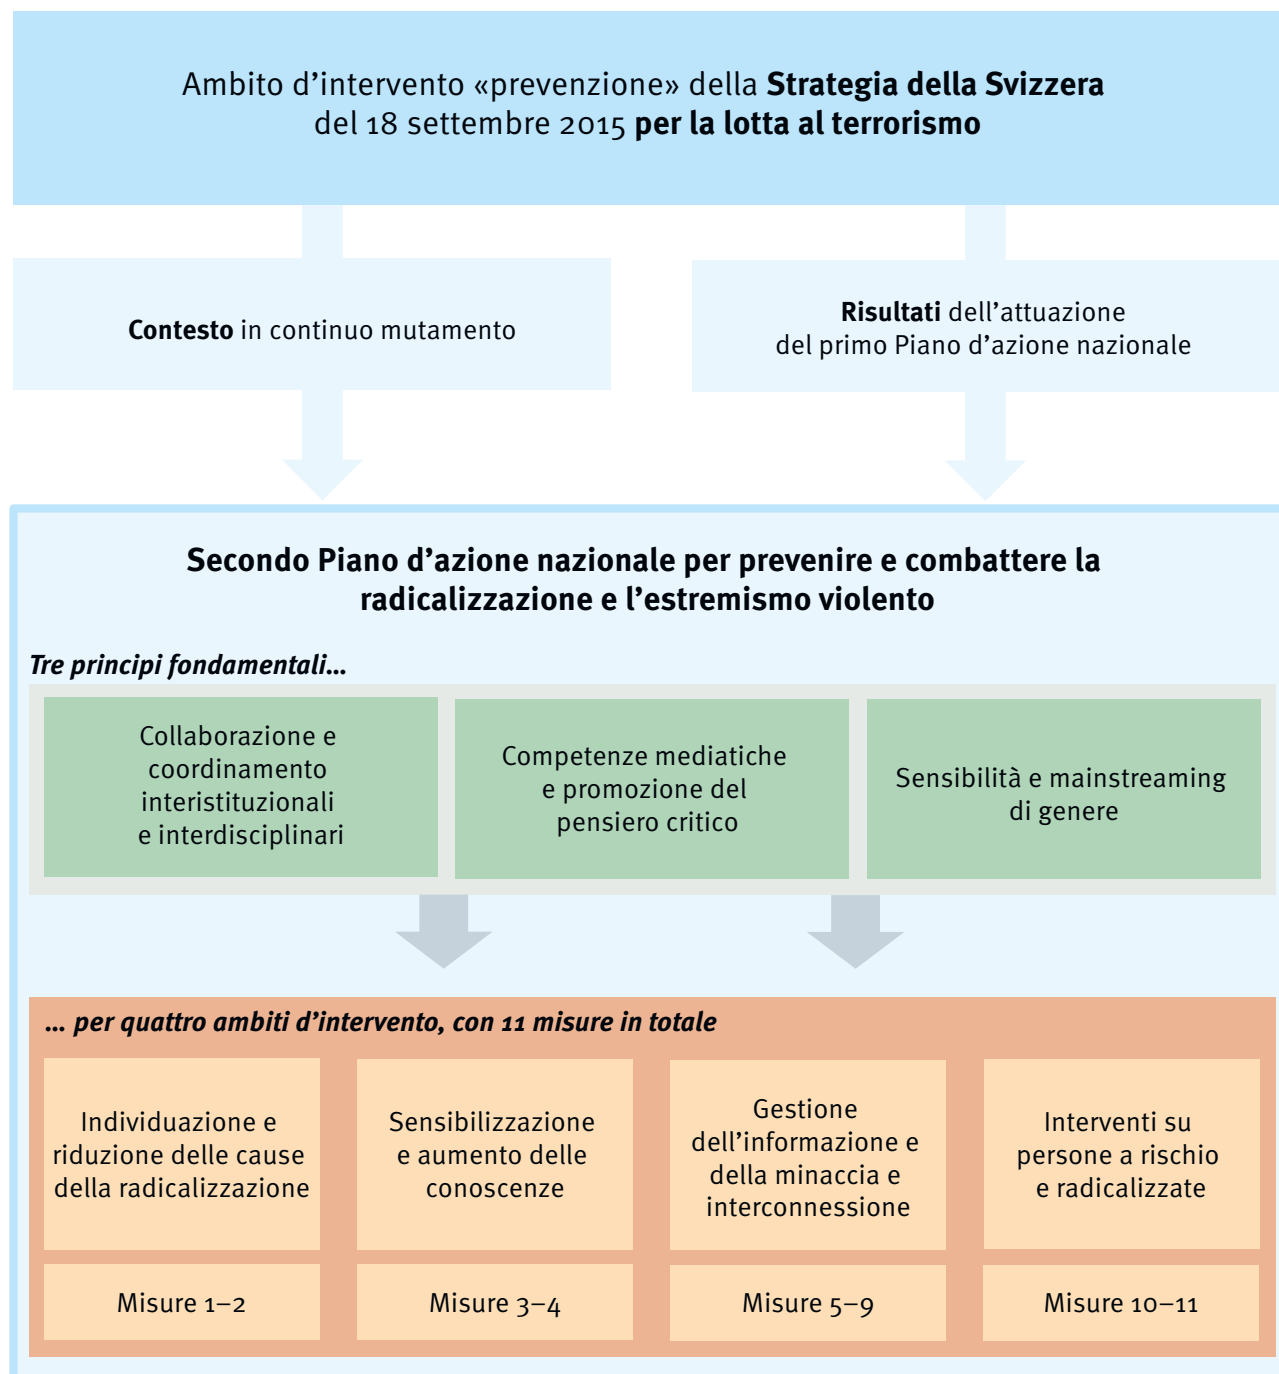 Ambito d’intervento «prevenzione» della Strategia della Svizzera
del 18 settembre 2015 per la lotta al terrorismo
Contesto in continuo mutamento
Risultati dell’attuazione
del primo Piano d’azione nazionale
Secondo Piano d’azione nazionale per prevenire e combattere la
radicalizzazione e l’estremismo violento
Tre principi fondamentali…
Collaborazione e
coordinamento
interistituzionali
e interdisciplinari
Competenze mediatiche
e promozione del
pensiero critico
Sensibilità e mainstreaming
di genere
… per quattro ambiti d’intervento, con 11 misure in totale
Individuazione e
riduzione delle cause
della radicalizzazione
Sensibilizzazione
e aumento delle
conoscenze
Gestione
dell’informazione e
della minaccia e
interconnessione
Interventi su
persone a rischio
e radicalizzate
Misure 1–2
Misure 3–4
Misure 5–9
Misure 10–11